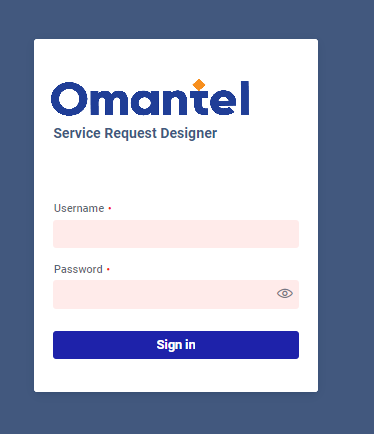 Omantel
Service Request Designer
Username •
Password •
Sign in